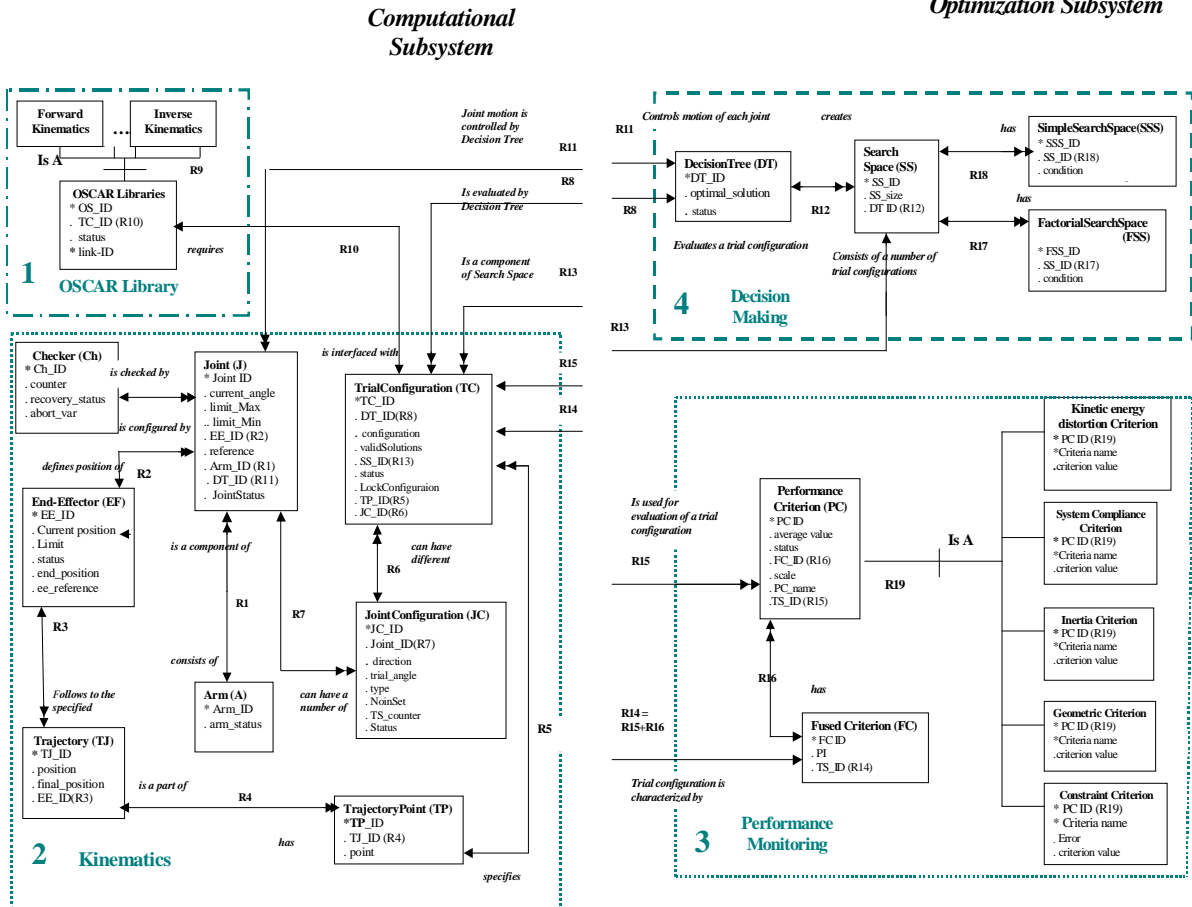 Computational
Subsystem
Optimization Subsystem
Forward
Kinematics
...
Inverse
Kinematics
Is A
R9
OSCAR Libraries
* OS_ID
. TC_ID (R10)
. status
* link-ID
1
OSCAR Library
requires
R10
Joint motion is
controlled by
Decision Tree
R11
R8
Is evaluated by
Decision Tree
Is a component
of Search Space
R13
Checker (Ch)
* Ch_ID
. counter
. recovery_status
. abort_var
is checked by
is configured by
Joint (J)
* Joint ID
. current_angle
. limit_Max
.. limit_Min
. EE_ID (R2)
. reference
. Arm_ID (R1)
. DT_ID(R11)
. JointStatus
is interfaced with
TrialConfiguration (TC)
*TC_ID
. DT_ID(R8)
. configuration
. validSolutions
. SS_ID(R13)
. status
. LockConfiguraion
. TP_ID(R5)
. JC_ID(R6)
R15
R14
defines position of
R2
End-Effector (EF)
* EE_ID
. Current position
. Limit
. status
. end_position
. ee_reference
is a component of
R1
R7
can have
different
R6
R3
JointConfiguration (JC)
*JC_ID
. Joint_ID(R7)
. direction
. trial_angle
. type
. NoinSet
. TS_counter
. Status
consists of
can have a
number of
Arm (A)
* Arm_ID
. arm_status
Follows to the
specified
R5
Trajectory (TJ)
* TJ_ID
. position
. final_position
. EE_ID(R3)
is a part of
R4
has
TrajectoryPoint (TP)
*TP_ID
. TJ_ID (R4)
. point
specifies
2
Kinematics
Controls motion of each joint
creates
R11
R8
DecisionTree (DT)
*DT_ID
. optimal_solution
. status
R12
Search
Space (SS)
* SS_ID
. SS_size
. DT ID (R12)
has
R18
SimpleSearchSpace(SSS)
* SSS_ID
. SS_ID (R18)
. condition
has
R17
FactorialSearchSpace
(FSS)
* FSS_ID
. SS_ID (R17)
. condition
Evaluates a trial configuration
Consists of a number of
trial configurations
4
Decision
Making
R13
Is used for
evaluation of a trial
configuration
R15
Performance
Criterion (PC)
* PC ID
. average value
. status
. FC_ID (R16)
. scale
. PC_name
.TS_ID (R15)
Is A
R19
R16
has
R14 =
R15+R16
Fused Criterion (FC)
* FC ID
. PI
. TS_ID (R14)
Trial configuration is
characterized by
3
Performance
Monitoring
Kinetic energy
distortion Criterion
* PC ID (R19)
*Criteria name
.criterion value
System Compliance
Criterion
* PC ID (R19)
*Criteria name
.criterion value
Inertia Criterion
* PC ID (R19)
*Criteria name
.criterion value
Geometric Criterion
* PC ID (R19)
*Criteria name
.criterion value
Constraint Criterion
* PC ID (R19)
* Criteria name
. Error
. criterion value